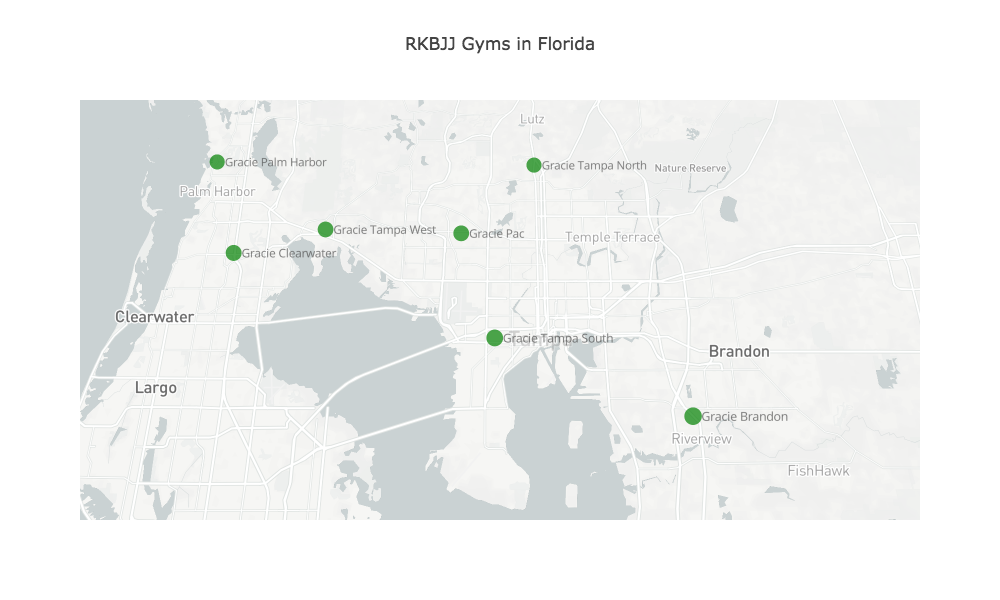 RKBJJ Gyms in Florida
Lutz
Gracie Palm Harbor
Gracie Tampa North
Nature Reserve
Palm Harbor
Gracie Tampa West
Gracie Pac
Temple Terrace
Gracie Clearwater
Clearwater
Gracie Tampa South
Tampa
Brandon
Largo
Gracie Brandon
Riverview
FishHawk